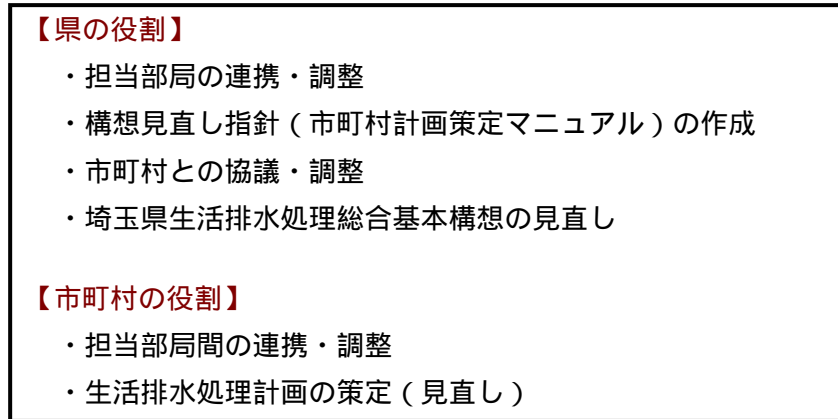 【県の役割】
・担当部局の連携・調整
・構想見直し指針(市町村計画策定マニュアル)の作成
・市町村との協議・調整
・埼玉県生活排水処理総合基本構想の見直し
【市町村の役割】
・担当部局間の連携・調整
・生活排水処理計画の策定(見直し)